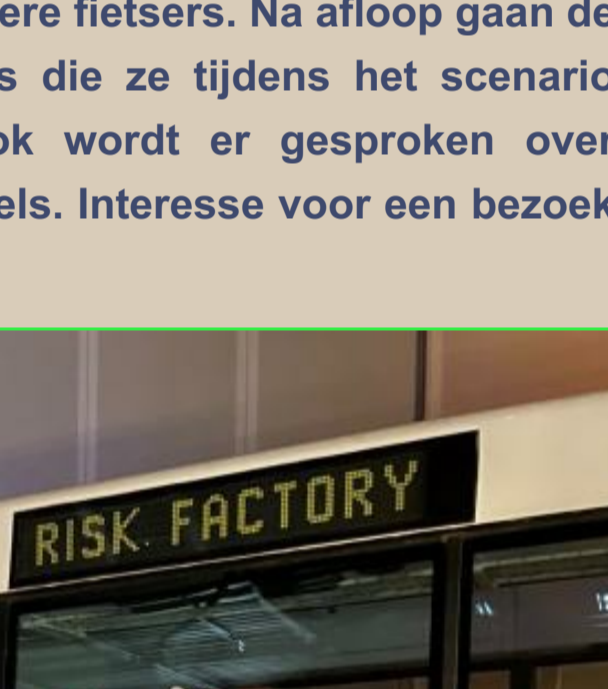 ere fietsers. Na afloop gaan de
s die ze tijdens het scenario
ok wordt er gesproken over
els. Interesse voor een bezoek
RISK. FACTORY